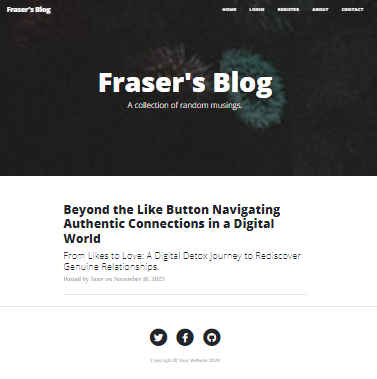 Fraser's Blog
HOME LOGIN REGISTER ABOUT CONTACT
Fraser's Blog
A collection of random musings.
Beyond the Like Button Navigating
Authentic Connections in a Digital
World
From Likes to Love: A Digital Detox Journey to Rediscover
Genuine Relationships.
Posted by Noor on November 18, 2023
Copyright © Your Website 2020